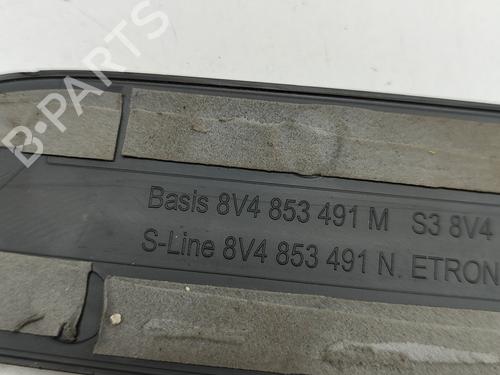 B-PARTS
Basis 8V4 853 491 M S3 8V4
S-Line 8V4 853 491 N. ETRON